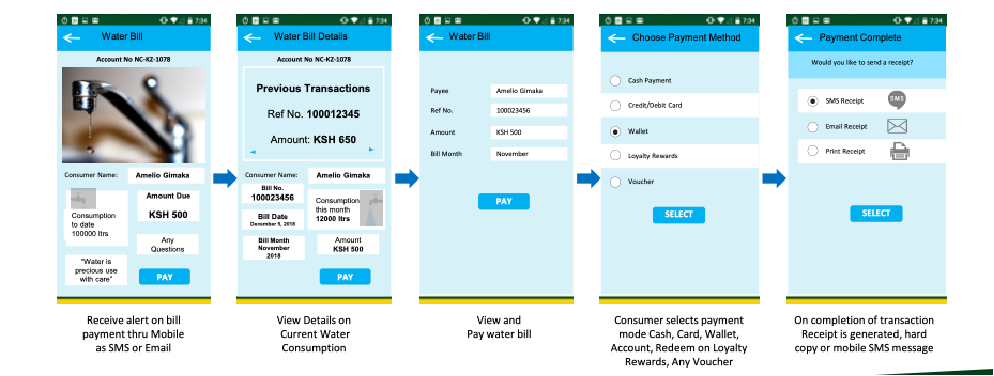 7:34
Water Bill
Account No NC-KZ-1078
Consumer Name:
Amelio Gimaka
Consumption
to date
100000 ltrs
Amount Due
KSH 500
Any
Questions
"Water is
precious use
with care"
PAY
Receive alert on bill
payment thru Mobile
as SMS or Email
7:34
Water Bill Details
Account No NC-KZ-1078
Previous Transactions
Ref No. 100012345
Amount: KSH 650
Consumer Name:
Amelio Gimaka
Bill No.
100023456
Consumption
this month
12000 ltrs
Bill Date
December 5, 2018
Bill Month
November
2018
Amount
KSH 500
PAY
View Details on
Current Water
Consumption
7:34
Water Bill
Payee
Amelio Gimaka
Ref No.
100023456
Amount
KSH 500
Bill Month
November
PAY
View and
Pay water bill
7:34
Choose Payment Method
Cash Payment
Credit/Debit Card
Wallet
Loyalty Rewards
Voucher
SELECT
Consumer selects payment
mode Cash, Card, Wallet,
Account, Redeem on Loyalty
Rewards, Any Voucher
7:34
Payment Complete
Would you like to send a receipt?
SMS Receipt
SMS
Email Receipt
Print Receipt
SELECT
On completion of transaction
Receipt is generated, hard
copy or mobile SMS message